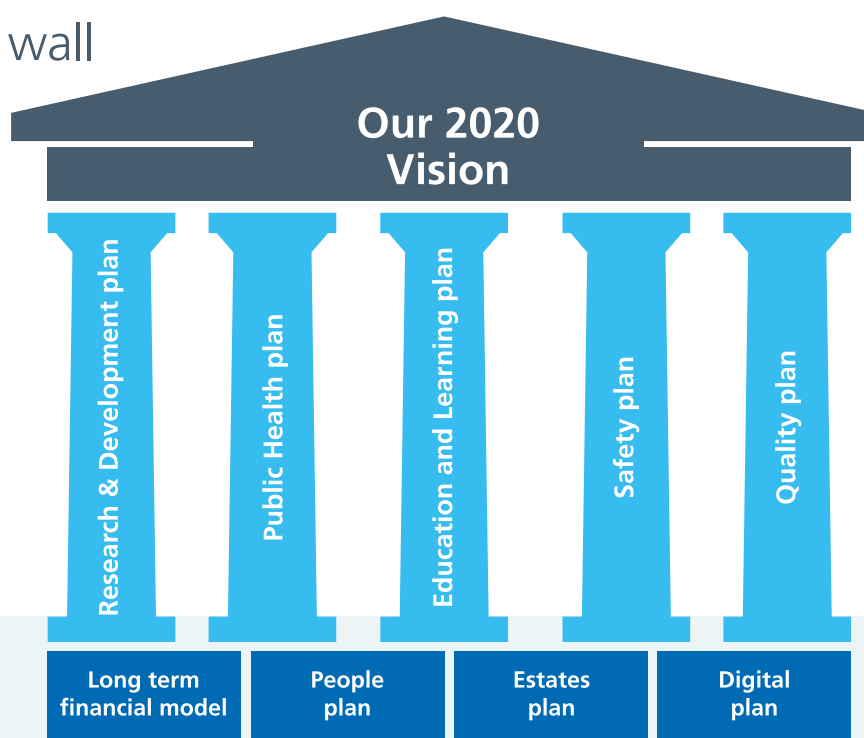 wall
Our 2020
Vision
Research & Development plan
Public Health plan
Education and Learning plan
Safety plan
Quality plan
Long term
financial model
People
plan
Estates
plan
Digital
plan